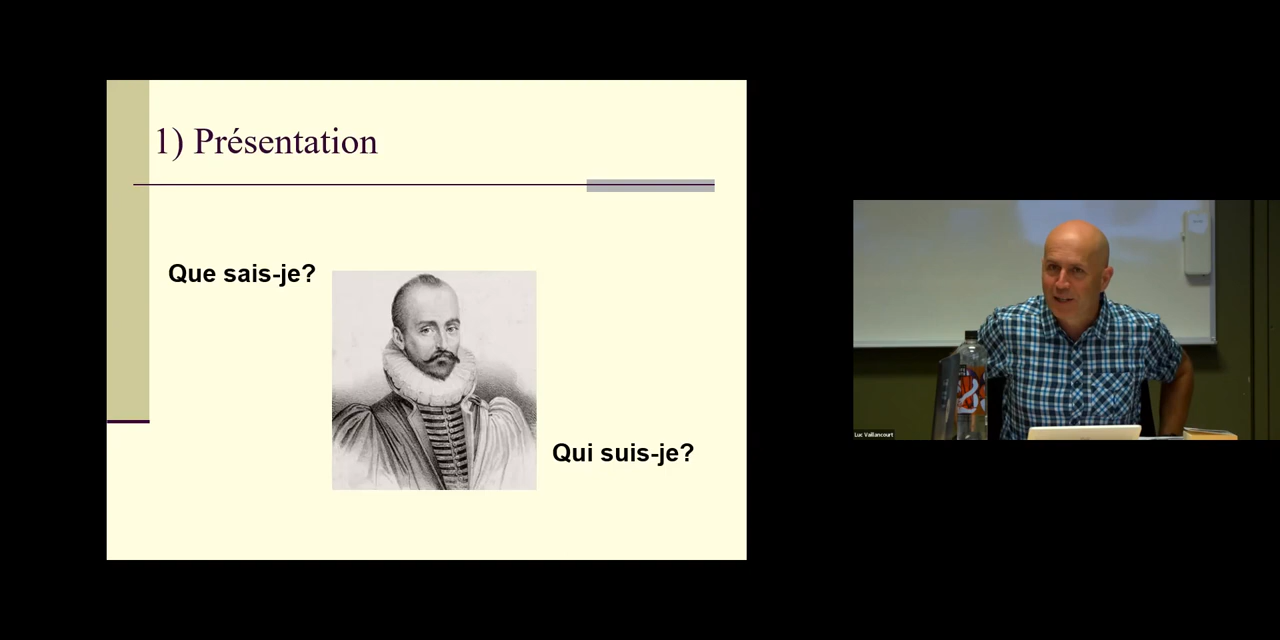 1) Présentation
Que sais-je?
Qui suis-je?
Luc Vaillancourt